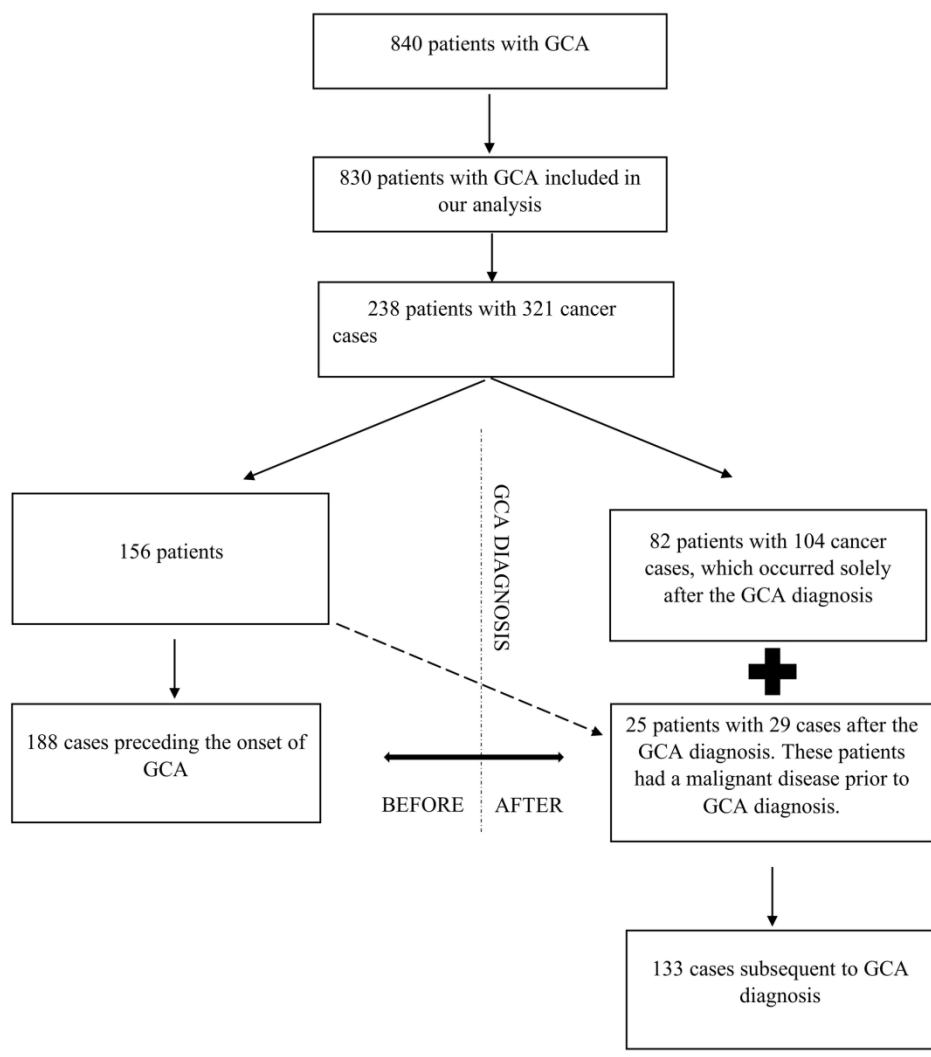 840 patients with GCA
830 patients with GCA included in
our analysis
238 patients with 321 cancer
cases
GCA DIAGNOSIS
156 patients
82 patients with 104 cancer
cases, which occurred solely
after the GCA diagnosis
188 cases preceding the onset of
GCA
25 patients with 29 cases after the
GCA diagnosis. These patients
had a malignant disease prior to
GCA diagnosis.
BEFORE
AFTER
133 cases subsequent to GCA
diagnosis